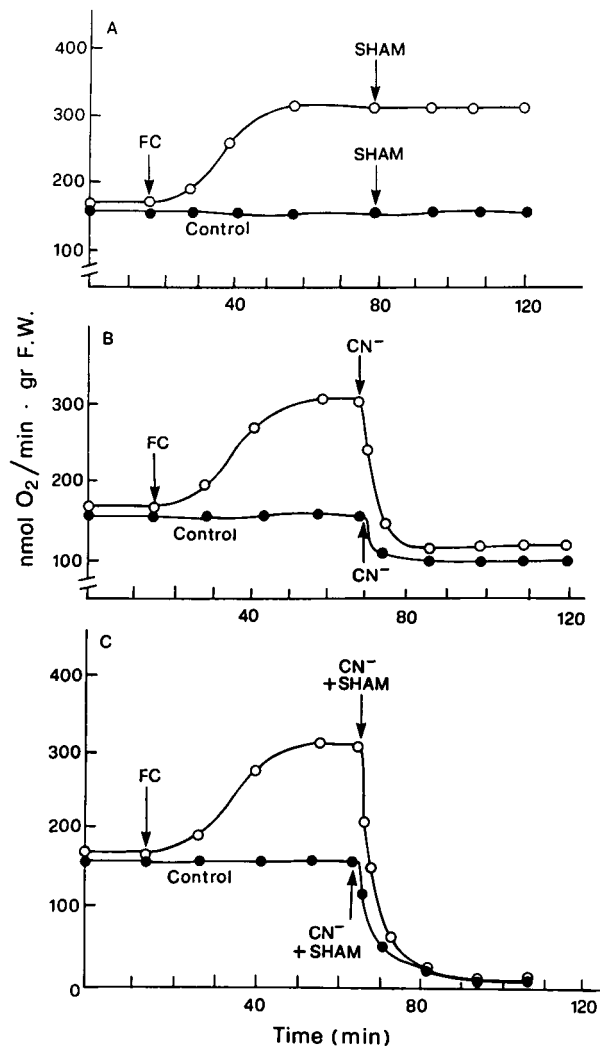 A
400
300
200
100
SHAM
FC
SHAM
Control
40
80
120
B
300
200
100
CN⁻
FC
Control
CN⁻
40
80
120
nmol O₂/min · gr F.W.
C
400
300
200
100
0
CN⁻
+SHAM
FC
Control
CN⁻
+SHAM
40
80
120
Time (min)